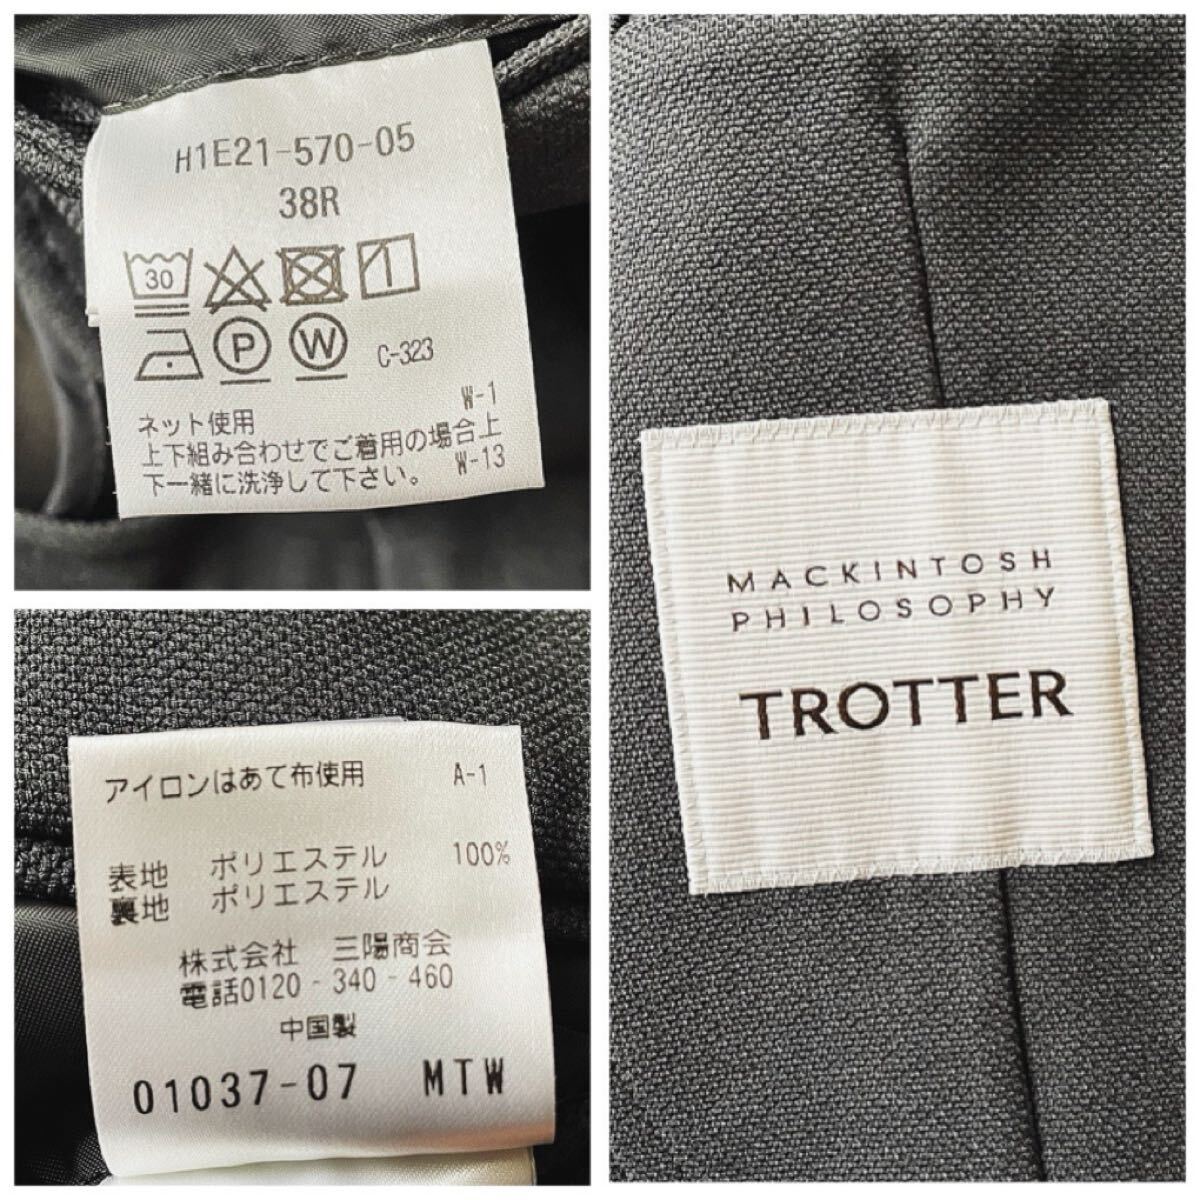 H1E21-570-05
38R
30
P W C-323
W-1
ネット使用
上下組み合わせでご着用の場合上
W-13
下一緒に洗浄して下さい。
アイロンはあて布使用 A-1
表地 ポリエステル 100%
裏地 ポリエステル
株式会社 三陽商会
電話0120-340-460
中国製
01037-07 MTW
MACKINTOSH
PHILOSOPHY
TROTTER